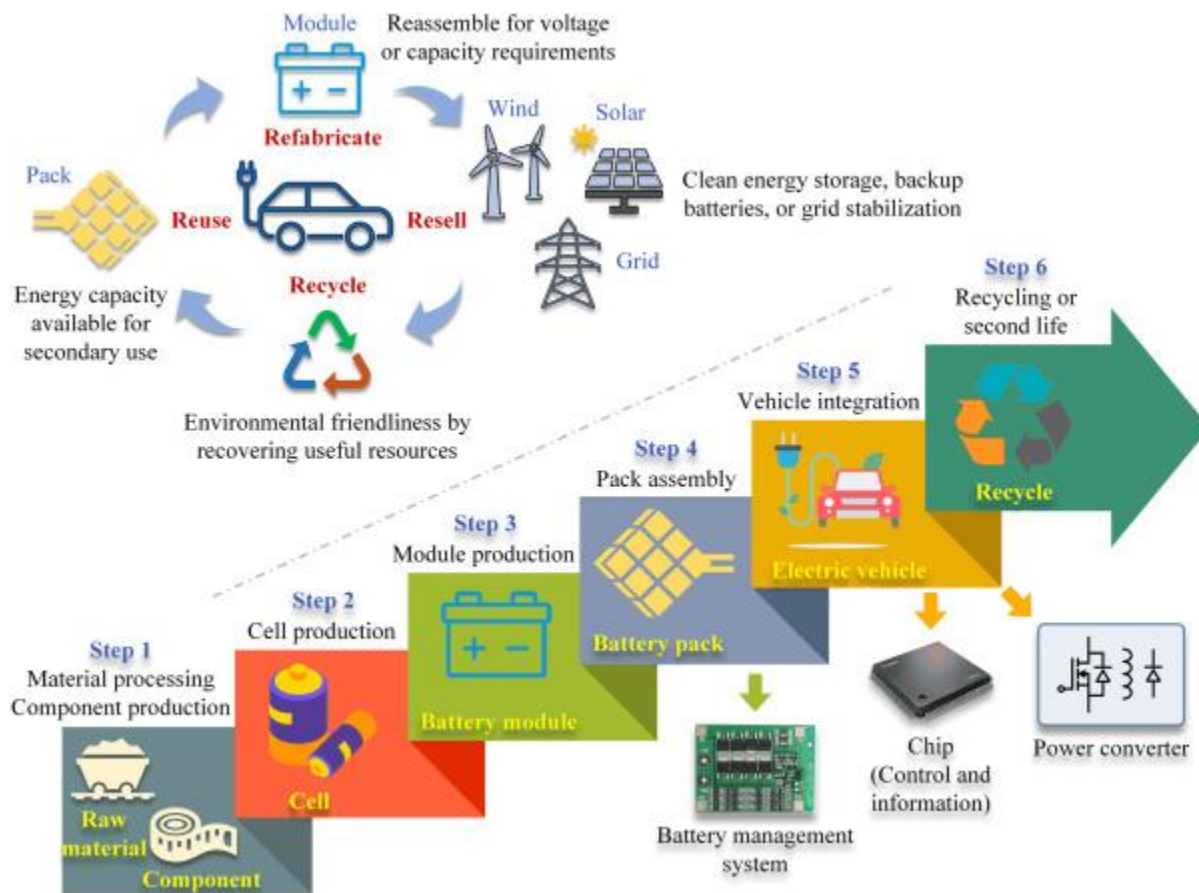 Module
Reassemble for voltage
or capacity requirements
Wind
Solar
Refabricate
Pack
Reuse
Resell
Clean energy storage, backup
batteries, or grid stabilization
Grid
Recycle
Energy capacity
available for
secondary use
Environmental friendliness by
recovering useful resources
Step 6
Recycling or
second life
Recycle
Step 5
Vehicle integration
Electric vehicle
Step 4
Pack assembly
Battery pack
Step 3
Module production
Battery module
Step 2
Cell production
Cell
Step 1
Material processing
Component production
Raw
material
Component
Battery management
system
Chip
(Control and
information)
Power converter